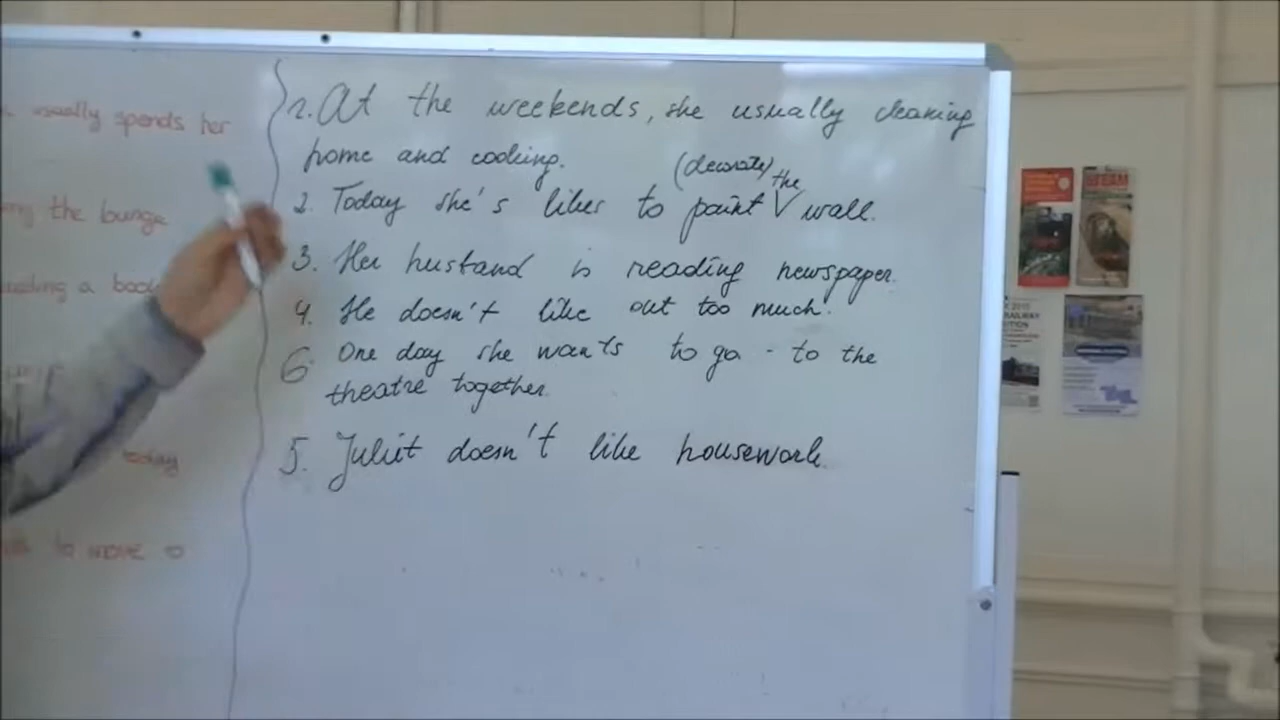 usually spends her
the lounge
a book
today
to move to
1. At the weekends, she usually cleaning
home and cooking.
(decorate) the
2. Today she's likes to paint V wall.
3. Her hustand is reading newspaper.
4. He doesn't like out too much.
6. One day she wants to go - to the
theatre together.
5. Juliet doesn't like housework.
STEAM